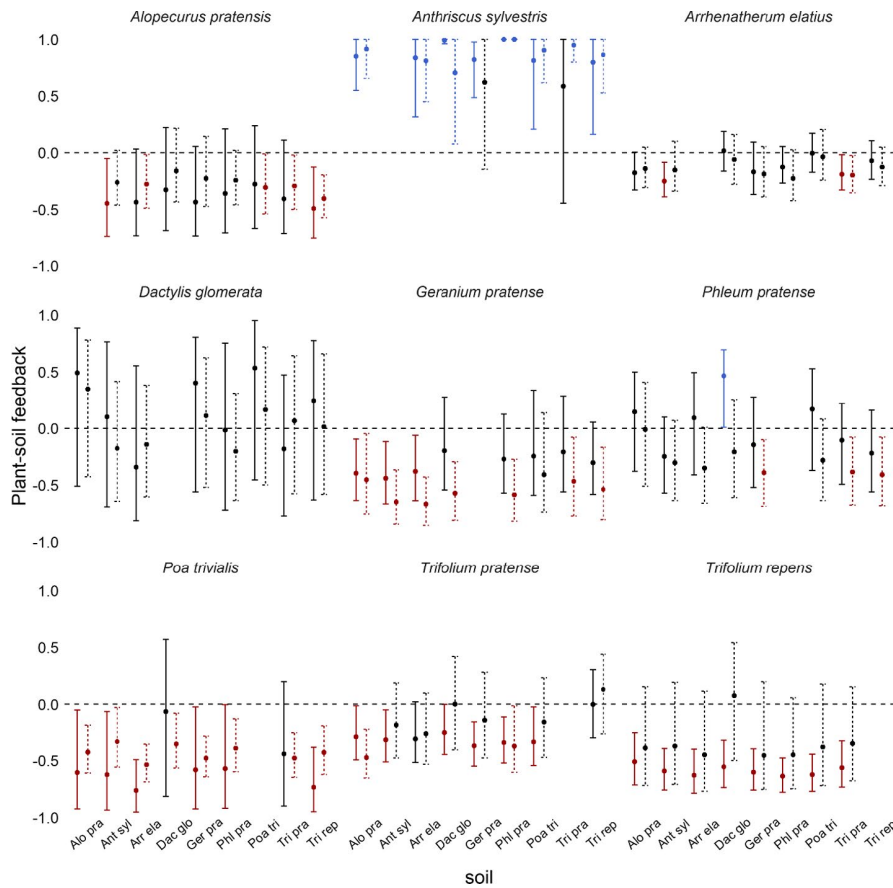 Alopecurus pratensis
Anthriscus sylvestris
Arrhenatherum elatius
1.0
0.5
0.0
-0.5
-1.0
Dactylis glomerata
Geranium pratense
Phleum pratense
1.0
0.5
0.0
-0.5
-1.0
Plant-soil feedback
Poa trivialis
Trifolium pratense
Trifolium repens
1.0
0.5
0.0
-0.5
-1.0
Alo pra
Ant syl
Arr ela
Dac glo
Ger pra
Phl pra
Poa tri
Tri pra
Tri rep
Alo pra
Ant syl
Arr ela
Dac glo
Ger pra
Phl pra
Poa tri
Tri pra
Tri rep
Alo pra
Ant syl
Arr ela
Dac glo
Ger pra
Phl pra
Poa tri
Tri pra
Tri rep
soil